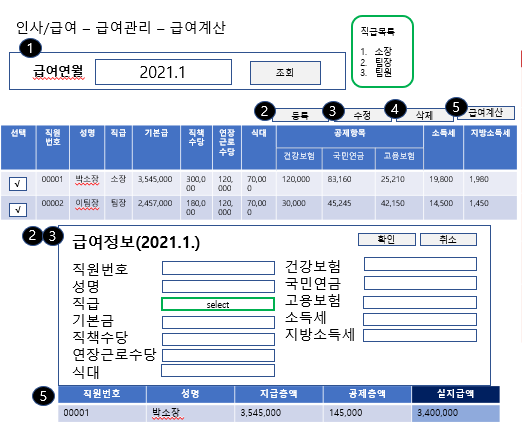 인사/급여 – 급여관리 – 급여계산
직급목록
1. 소장
2. 팀장
3. 팀원
1
급여연월 2021.1 조회
2 등록 3 수정 4 삭제 5 급여계산
선택 직원번호 성명 직급 기본급 직책수당 연장근로수당 식대 공제항목 소득세 지방소득세
건강보험 국민연금 고용보험
√ 00001 박소장 소장 3,545,000 300,000 120,000 70,000 120,000 83,160 25,210 19,800 1,980
√ 00002 이팀장 팀장 2,457,000 180,000 120,000 70,000 30,000 45,245 42,150 14,500 1,450
2 3 급여정보(2021.1.) 확인 취소
직원번호 건강보험
성명 국민연금
직급 select 고용보험
기본금 소득세
직책수당 지방소득세
연장근로수당
식대
5 직원번호 성명 지급총액 공제총액 실지급액
00001 박소장 3,545,000 145,000 3,400,000